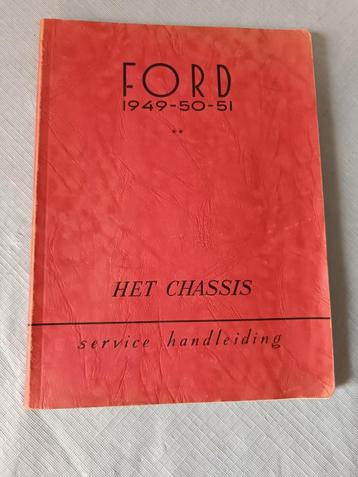 FORD
1949-50-51
**
HET CHASSIS
service handleiding